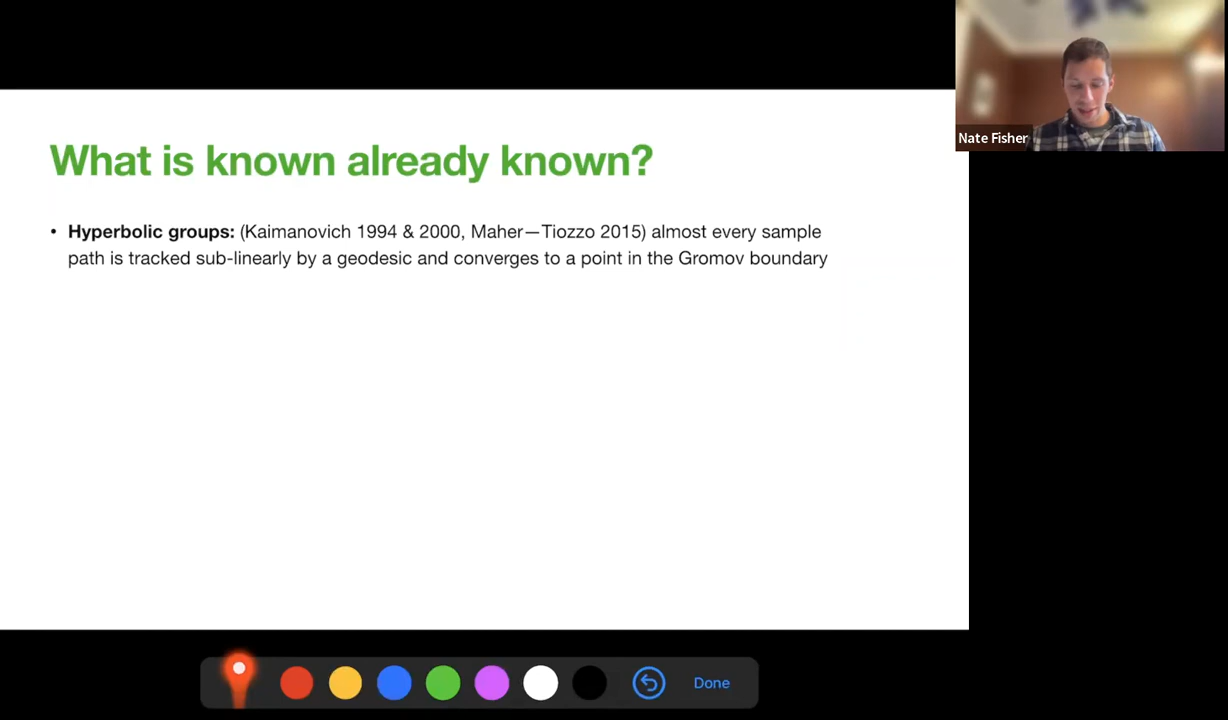 What is known already known?
• Hyperbolic groups: (Kaimanovich 1994 & 2000, Maher—Tiozzo 2015) almost every sample
path is tracked sub-linearly by a geodesic and converges to a point in the Gromov boundary
Nate Fisher
Done